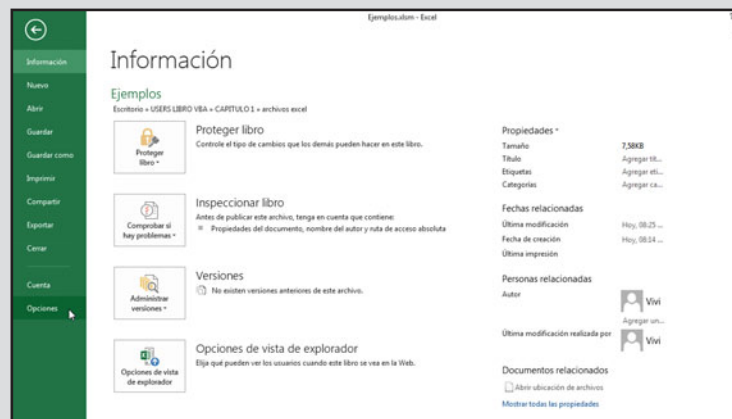 Ejemplos.xlsm - Excel
Información
Nuevo
Abrir
Guardar
Guardar como
Imprimir
Compartir
Exportar
Cerrar
Cuenta
Opciones
Información
Ejemplos
Escritorio » USERS LIBRO VBA » CAPITULO 1 » archivos excel
Proteger
libro
Proteger libro
Controle el tipo de cambios que los demás pueden hacer en este libro.
Comprobar si
hay problemas
Inspeccionar libro
Antes de publicar este archivo, tenga en cuenta que contiene:
Propiedades del documento, nombre del autor y ruta de acceso absoluta
Administrar
versiones
Versiones
No existen versiones anteriores de este archivo.
Opciones de vista
de explorador
Opciones de vista de explorador
Elija qué pueden ver los usuarios cuando este libro se vea en la Web.
Propiedades
Tamaño 7,58KB
Título Agregar tít...
Etiquetas Agregar eti...
Categorías Agregar ca...
Fechas relacionadas
Última modificación Hoy, 08:25 ...
Fecha de creación Hoy, 08:14 ...
Última impresión
Personas relacionadas
Autor Vivi
Agregar un...
Última modificación realizada por Vivi
Documentos relacionados
Abrir ubicación de archivos
Mostrar todas las propiedades